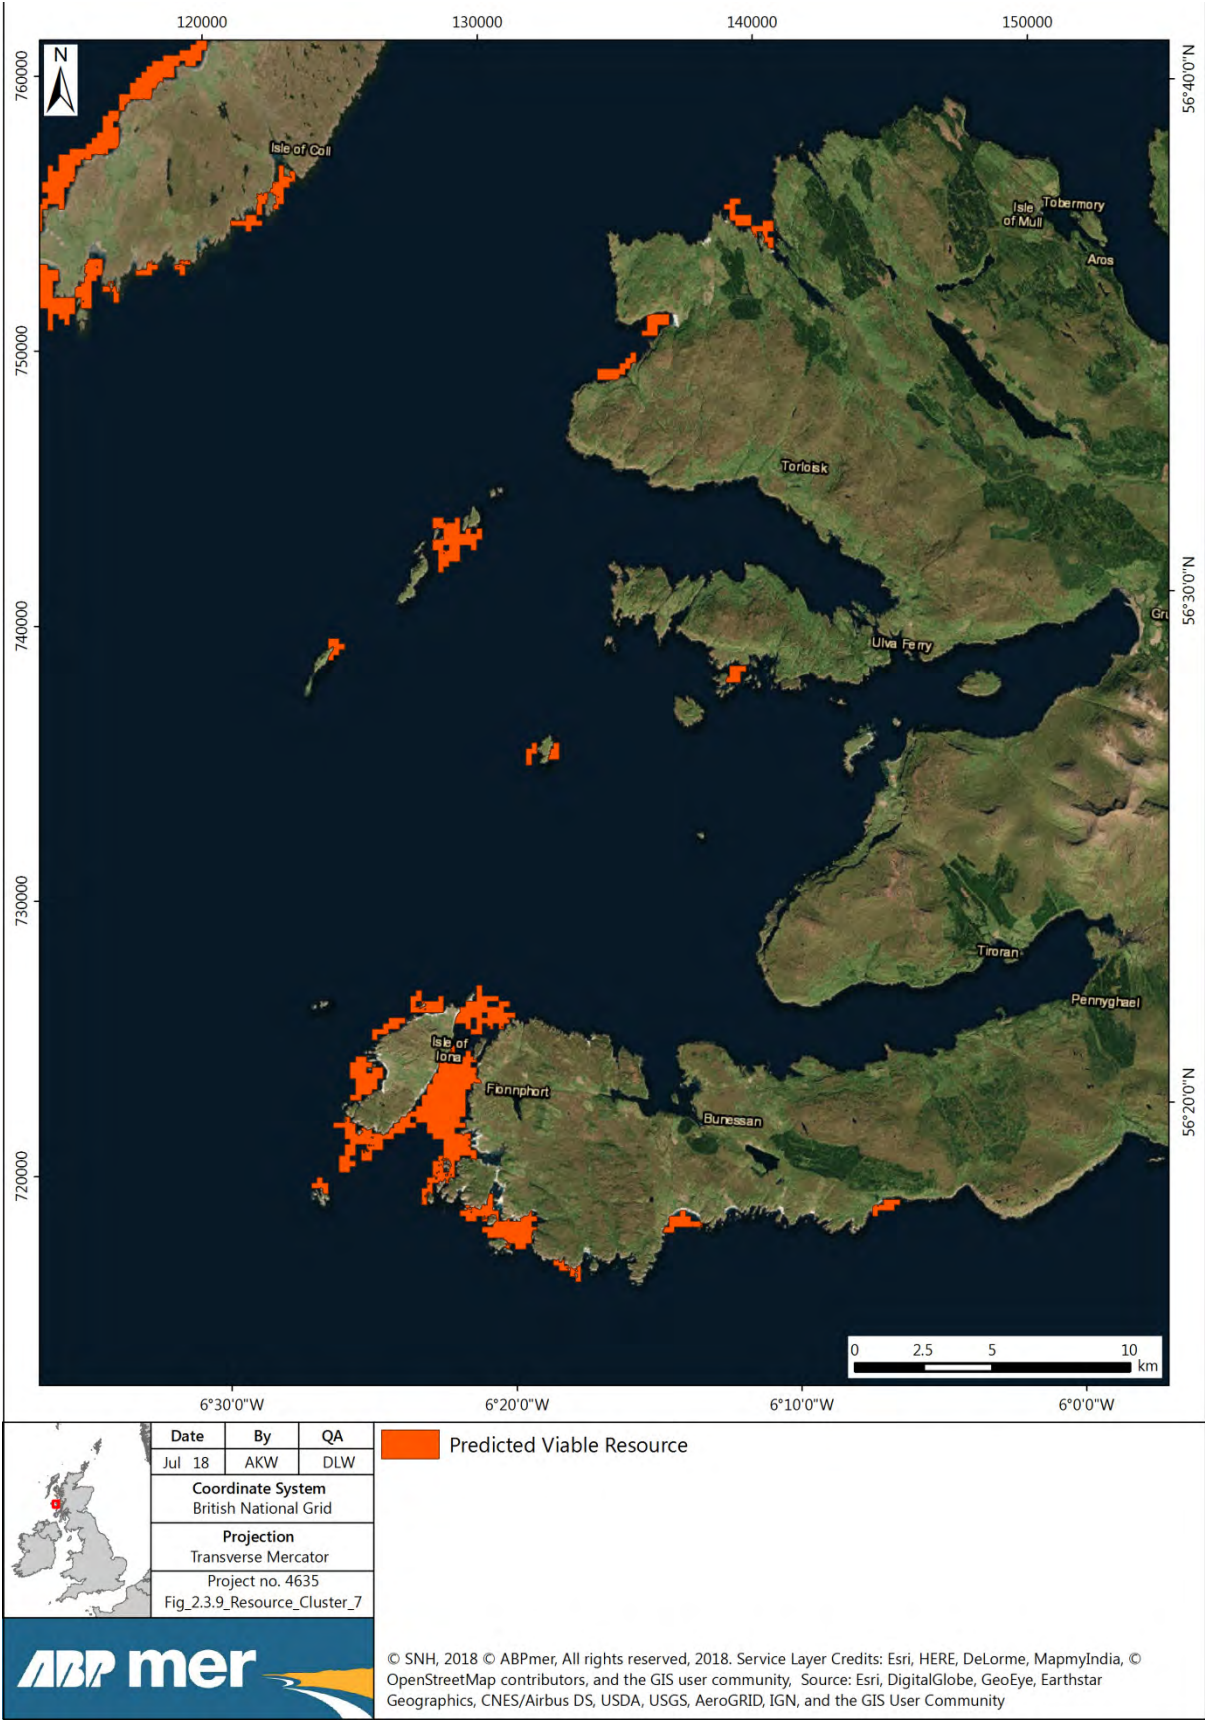 120000 130000 140000 150000
760000
750000
740000
730000
720000
56°40'0"N
56°30'0"N
56°20'0"N
N
Isle of Coll
Isle
of Mull
Tobermory
Aros
Torloisk
Ulva Ferry
Gru
Tiroran
Pennyghael
Isle of
Iona
Fionnphort
Bunessan
0 2.5 5 10
km
6°30'0"W 6°20'0"W 6°10'0"W 6°0'0"W
Date By QA
Jul 18 AKW DLW
Coordinate System
British National Grid
Projection
Transverse Mercator
Project no. 4635
Fig_2.3.9_Resource_Cluster_7
Predicted Viable Resource
ABPmer
© SNH, 2018 © ABPmer, All rights reserved, 2018. Service Layer Credits: Esri, HERE, DeLorme, MapmyIndia, ©
OpenStreetMap contributors, and the GIS user community, Source: Esri, DigitalGlobe, GeoEye, Earthstar
Geographics, CNES/Airbus DS, USDA, USGS, AeroGRID, IGN, and the GIS User Community